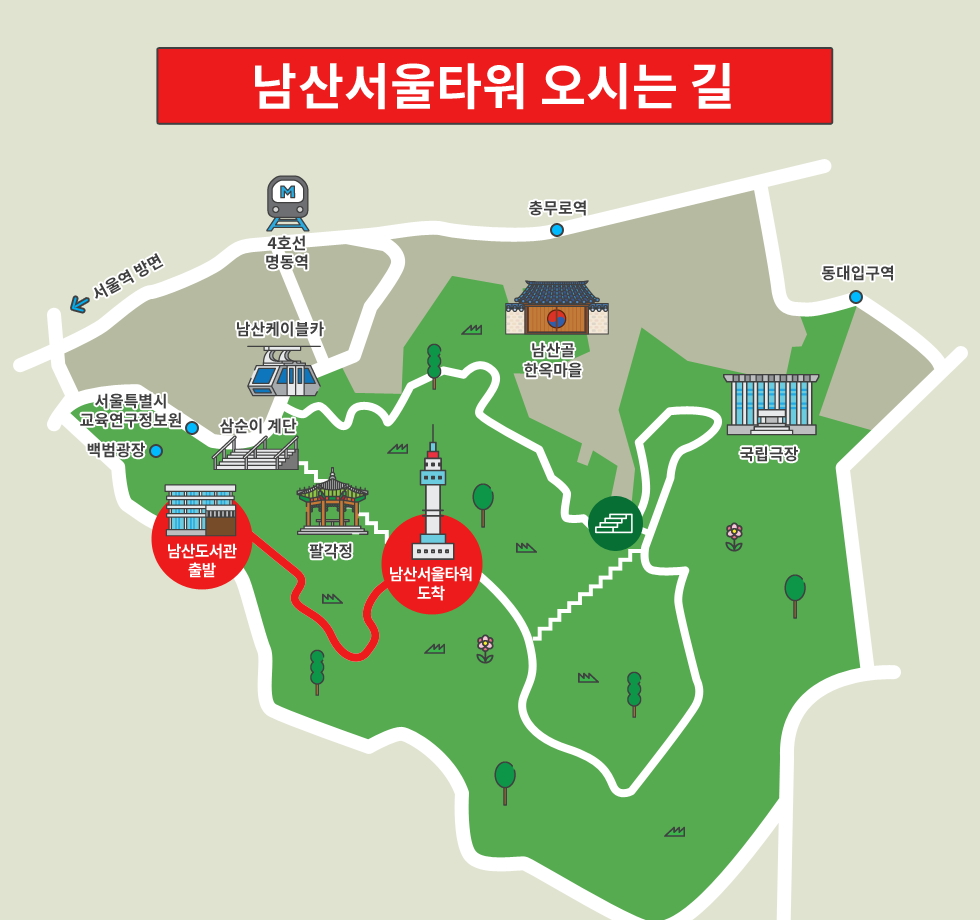 남산서울타워 오시는 길
M
4호선
명동역
충무로역
동대입구역
서울역 방면
남산케이블카
남산골
한옥마을
서울특별시
교육연구정보원
삼순이 계단
백범광장
국립극장
팔각정
남산도서관
출발
남산서울타워
도착